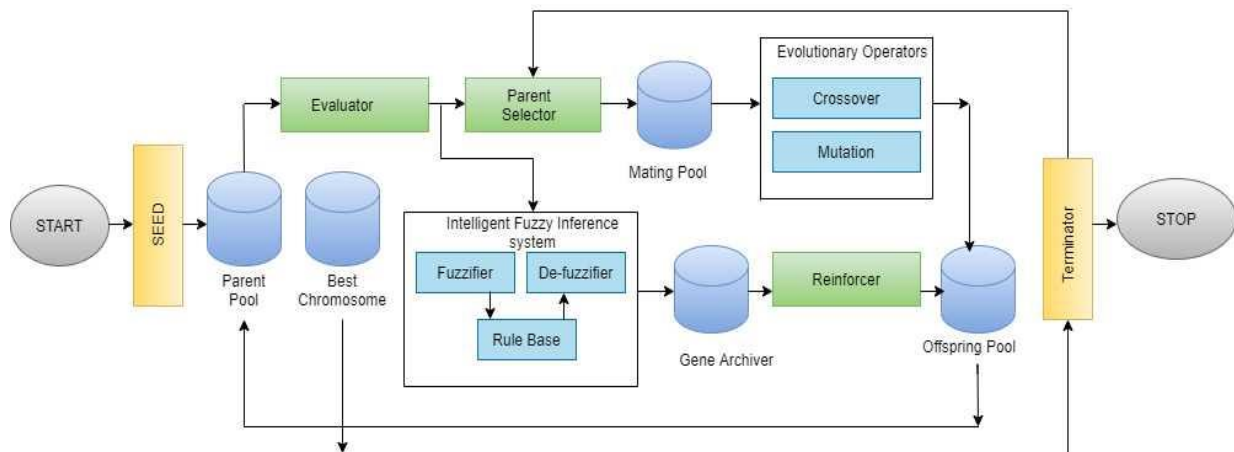 START
SEED
Parent
Pool
Best
Chromosome
Evaluator
Parent
Selector
Mating Pool
Evolutionary Operators
Crossover
Mutation
Intelligent Fuzzy Inference
system
Fuzzifier
De-fuzzifier
Rule Base
Gene Archiver
Reinforcer
Offspring Pool
Terminator
STOP